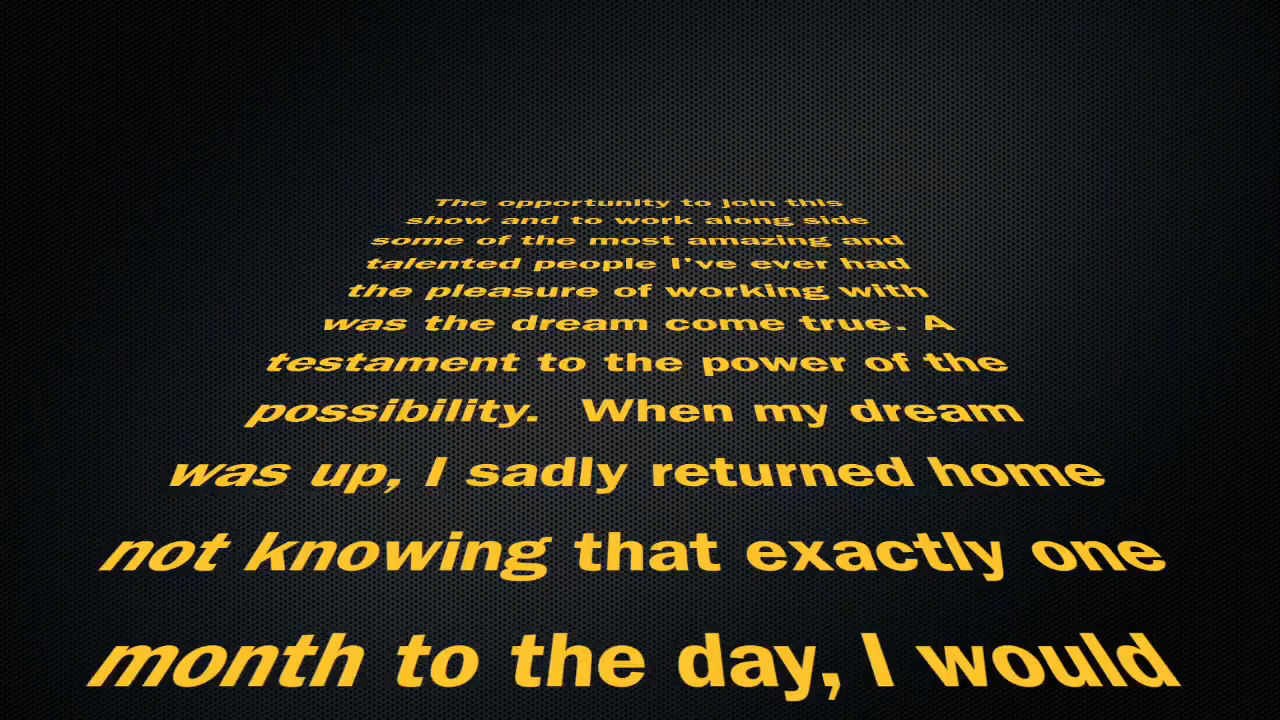 The opportunity to join this
show and to work along side
some of the most amazing and
talented people I've ever had
the pleasure of working with
was the dream come true. A
testament to the power of the
possibility.  When my dream
was up, I sadly returned home
not knowing that exactly one
month to the day, I would